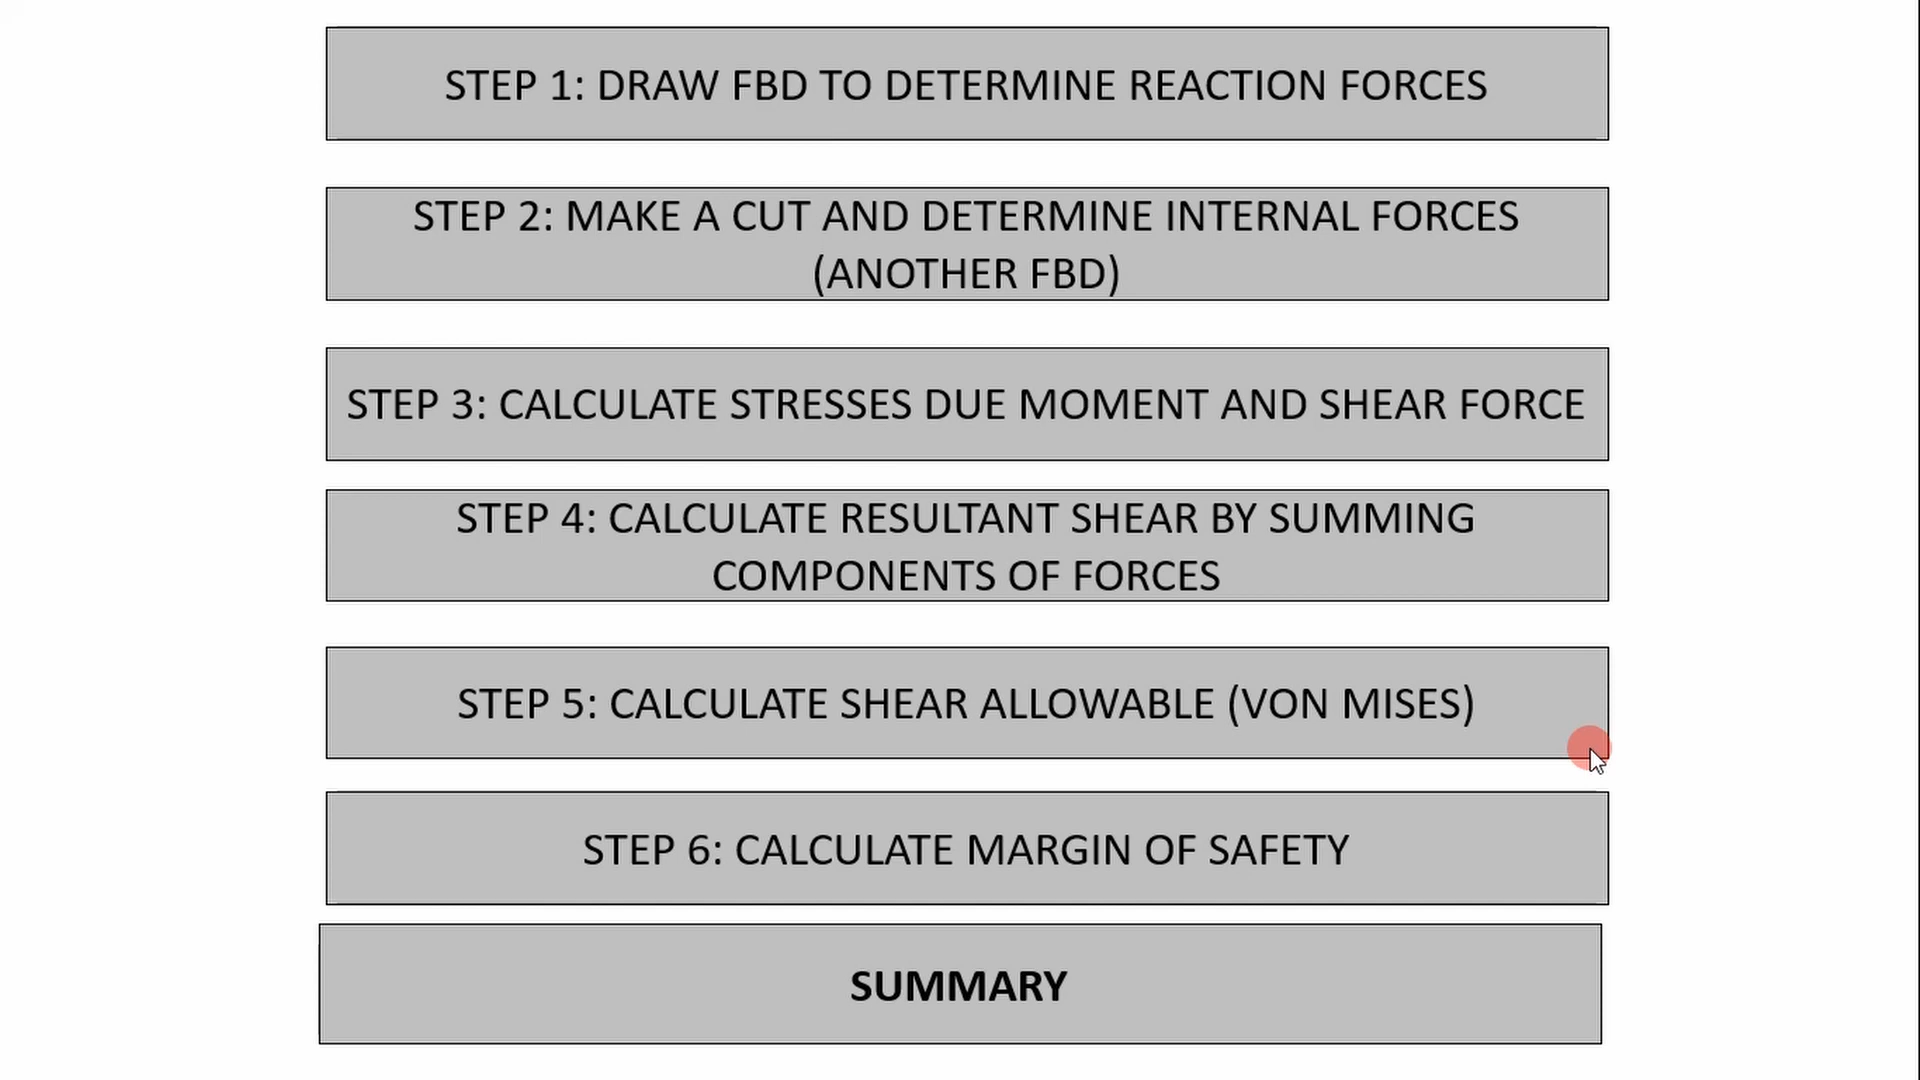 STEP 1: DRAW FBD TO DETERMINE REACTION FORCES
STEP 2: MAKE A CUT AND DETERMINE INTERNAL FORCES
(ANOTHER FBD)
STEP 3: CALCULATE STRESSES DUE MOMENT AND SHEAR FORCE
STEP 4: CALCULATE RESULTANT SHEAR BY SUMMING
COMPONENTS OF FORCES
STEP 5: CALCULATE SHEAR ALLOWABLE (VON MISES)
STEP 6: CALCULATE MARGIN OF SAFETY
SUMMARY